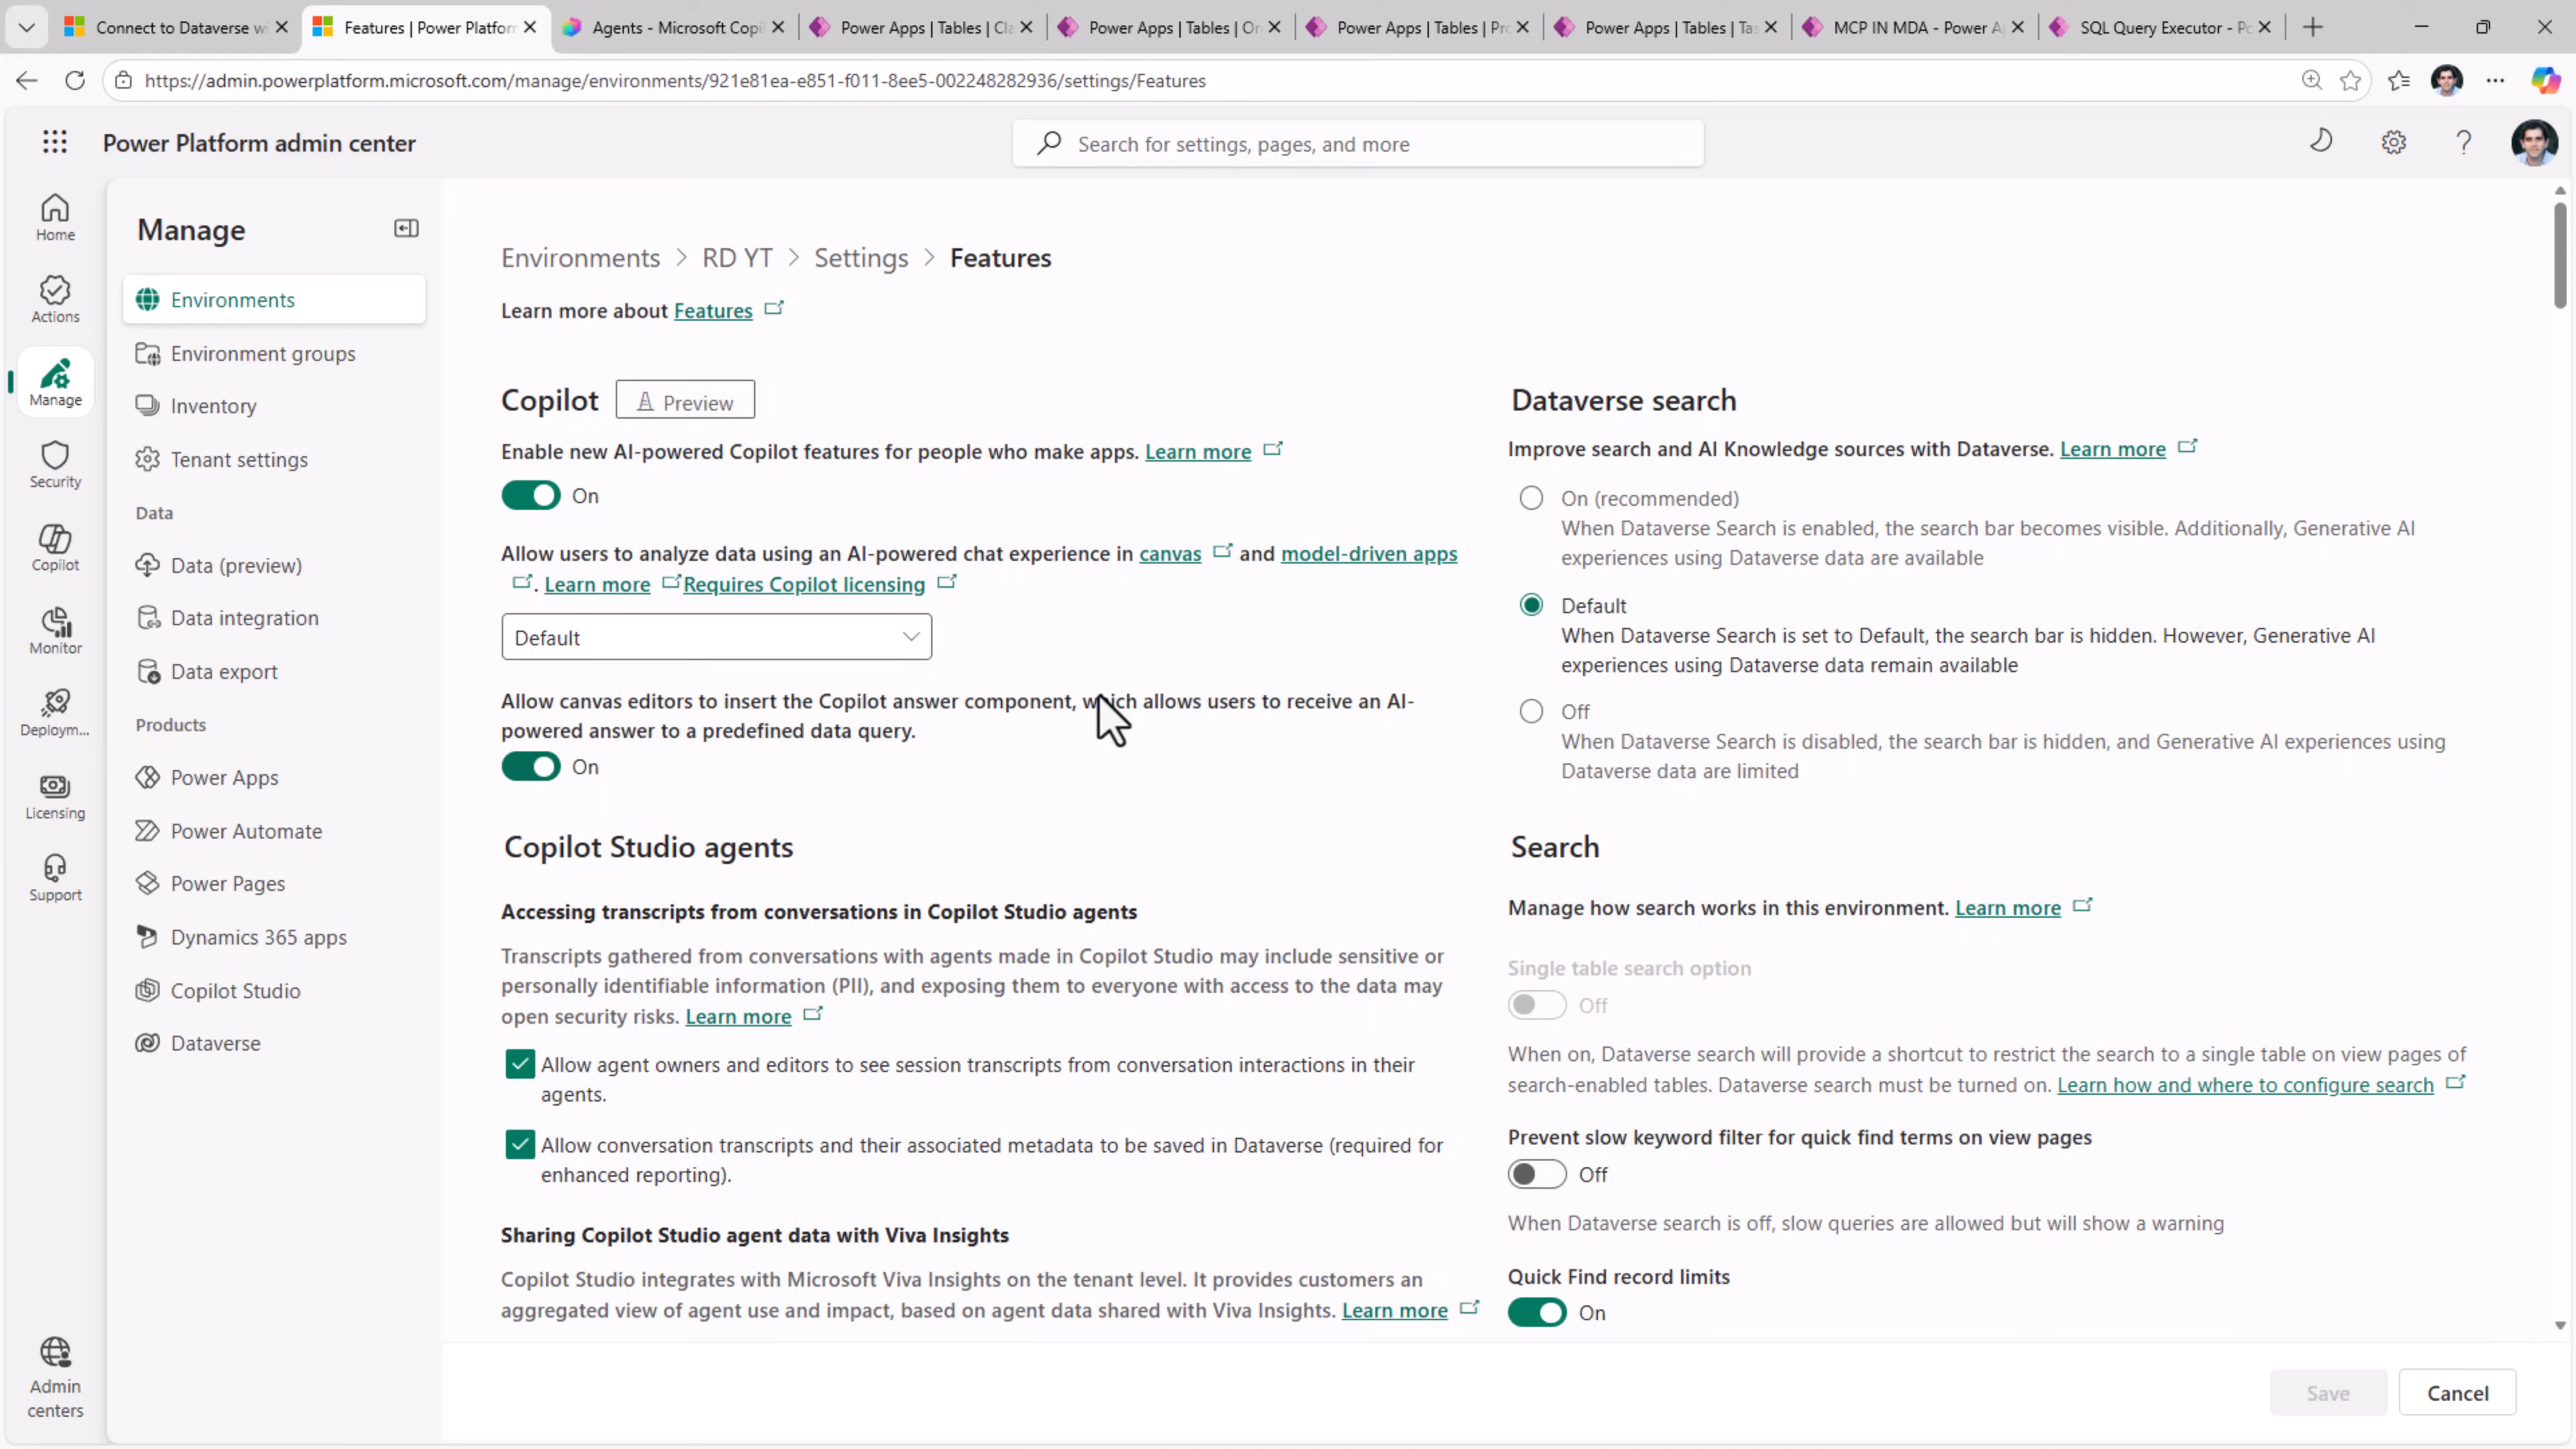 Connect to Dataverse wi
Features | Power Platfor
Agents - Microsoft Copil
Power Apps | Tables | Cla
Power Apps | Tables | Or
Power Apps | Tables | Pro
Power Apps | Tables | Tas
MCP IN MDA - Power A
SQL Query Executor - Po
https://admin.powerplatform.microsoft.com/manage/environments/921e81ea-e851-f011-8ee5-002248282936/settings/Features
Power Platform admin center
Search for settings, pages, and more
Home
Actions
Manage
Security
Copilot
Monitor
Deploym...
Licensing
Support
Admin
centers
Manage
Environments
Environment groups
Inventory
Tenant settings
Data
Data (preview)
Data integration
Data export
Products
Power Apps
Power Automate
Power Pages
Dynamics 365 apps
Copilot Studio
Dataverse
Environments > RD YT > Settings > Features
Learn more about Features
Copilot
Preview
Enable new AI-powered Copilot features for people who make apps. Learn more
On
Allow users to analyze data using an AI-powered chat experience in canvas and model-driven apps
. Learn more Requires Copilot licensing
Default
Allow canvas editors to insert the Copilot answer component, which allows users to receive an AI-
powered answer to a predefined data query.
On
Copilot Studio agents
Accessing transcripts from conversations in Copilot Studio agents
Transcripts gathered from conversations with agents made in Copilot Studio may include sensitive or
personally identifiable information (PII), and exposing them to everyone with access to the data may
open security risks. Learn more
Allow agent owners and editors to see session transcripts from conversation interactions in their
agents.
Allow conversation transcripts and their associated metadata to be saved in Dataverse (required for
enhanced reporting).
Sharing Copilot Studio agent data with Viva Insights
Copilot Studio integrates with Microsoft Viva Insights on the tenant level. It provides customers an
aggregated view of agent use and impact, based on agent data shared with Viva Insights. Learn more
Dataverse search
Improve search and AI Knowledge sources with Dataverse. Learn more
On (recommended)
When Dataverse Search is enabled, the search bar becomes visible. Additionally, Generative AI
experiences using Dataverse data are available
Default
When Dataverse Search is set to Default, the search bar is hidden. However, Generative AI
experiences using Dataverse data remain available
Off
When Dataverse Search is disabled, the search bar is hidden, and Generative AI experiences using
Dataverse data are limited
Search
Manage how search works in this environment. Learn more
Single table search option
Off
When on, Dataverse search will provide a shortcut to restrict the search to a single table on view pages of
search-enabled tables. Dataverse search must be turned on. Learn how and where to configure search
Prevent slow keyword filter for quick find terms on view pages
Off
When Dataverse search is off, slow queries are allowed but will show a warning
Quick Find record limits
On
Save
Cancel